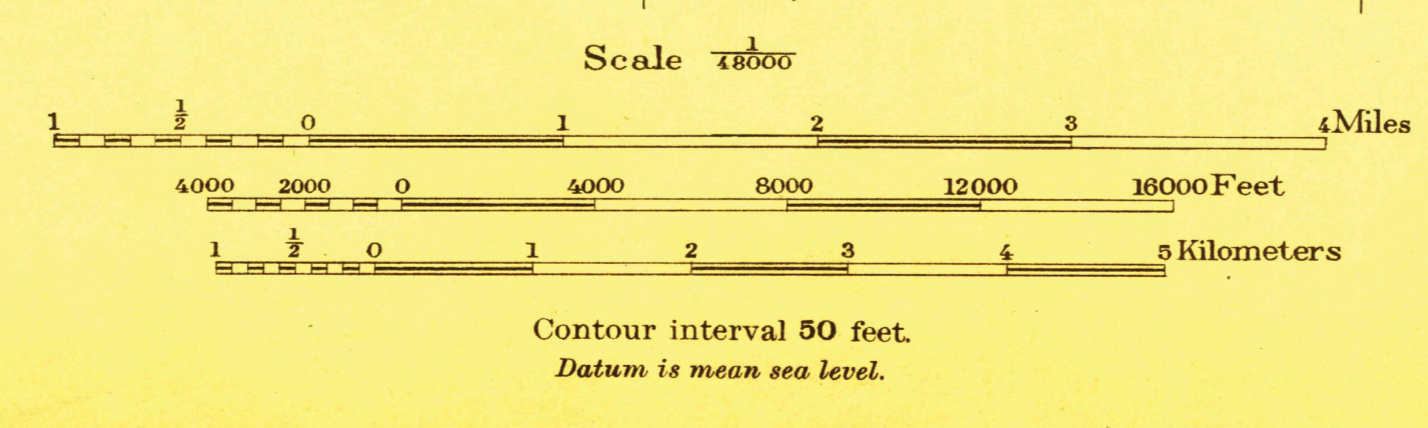 Scale 1/48000
1 ½ 0 1 2 3 4 Miles
4000 2000 0 4000 8000 12000 16000 Feet
1 ½ 0 1 2 3 4 5 Kilometers
Contour interval 50 feet.
Datum is mean sea level.